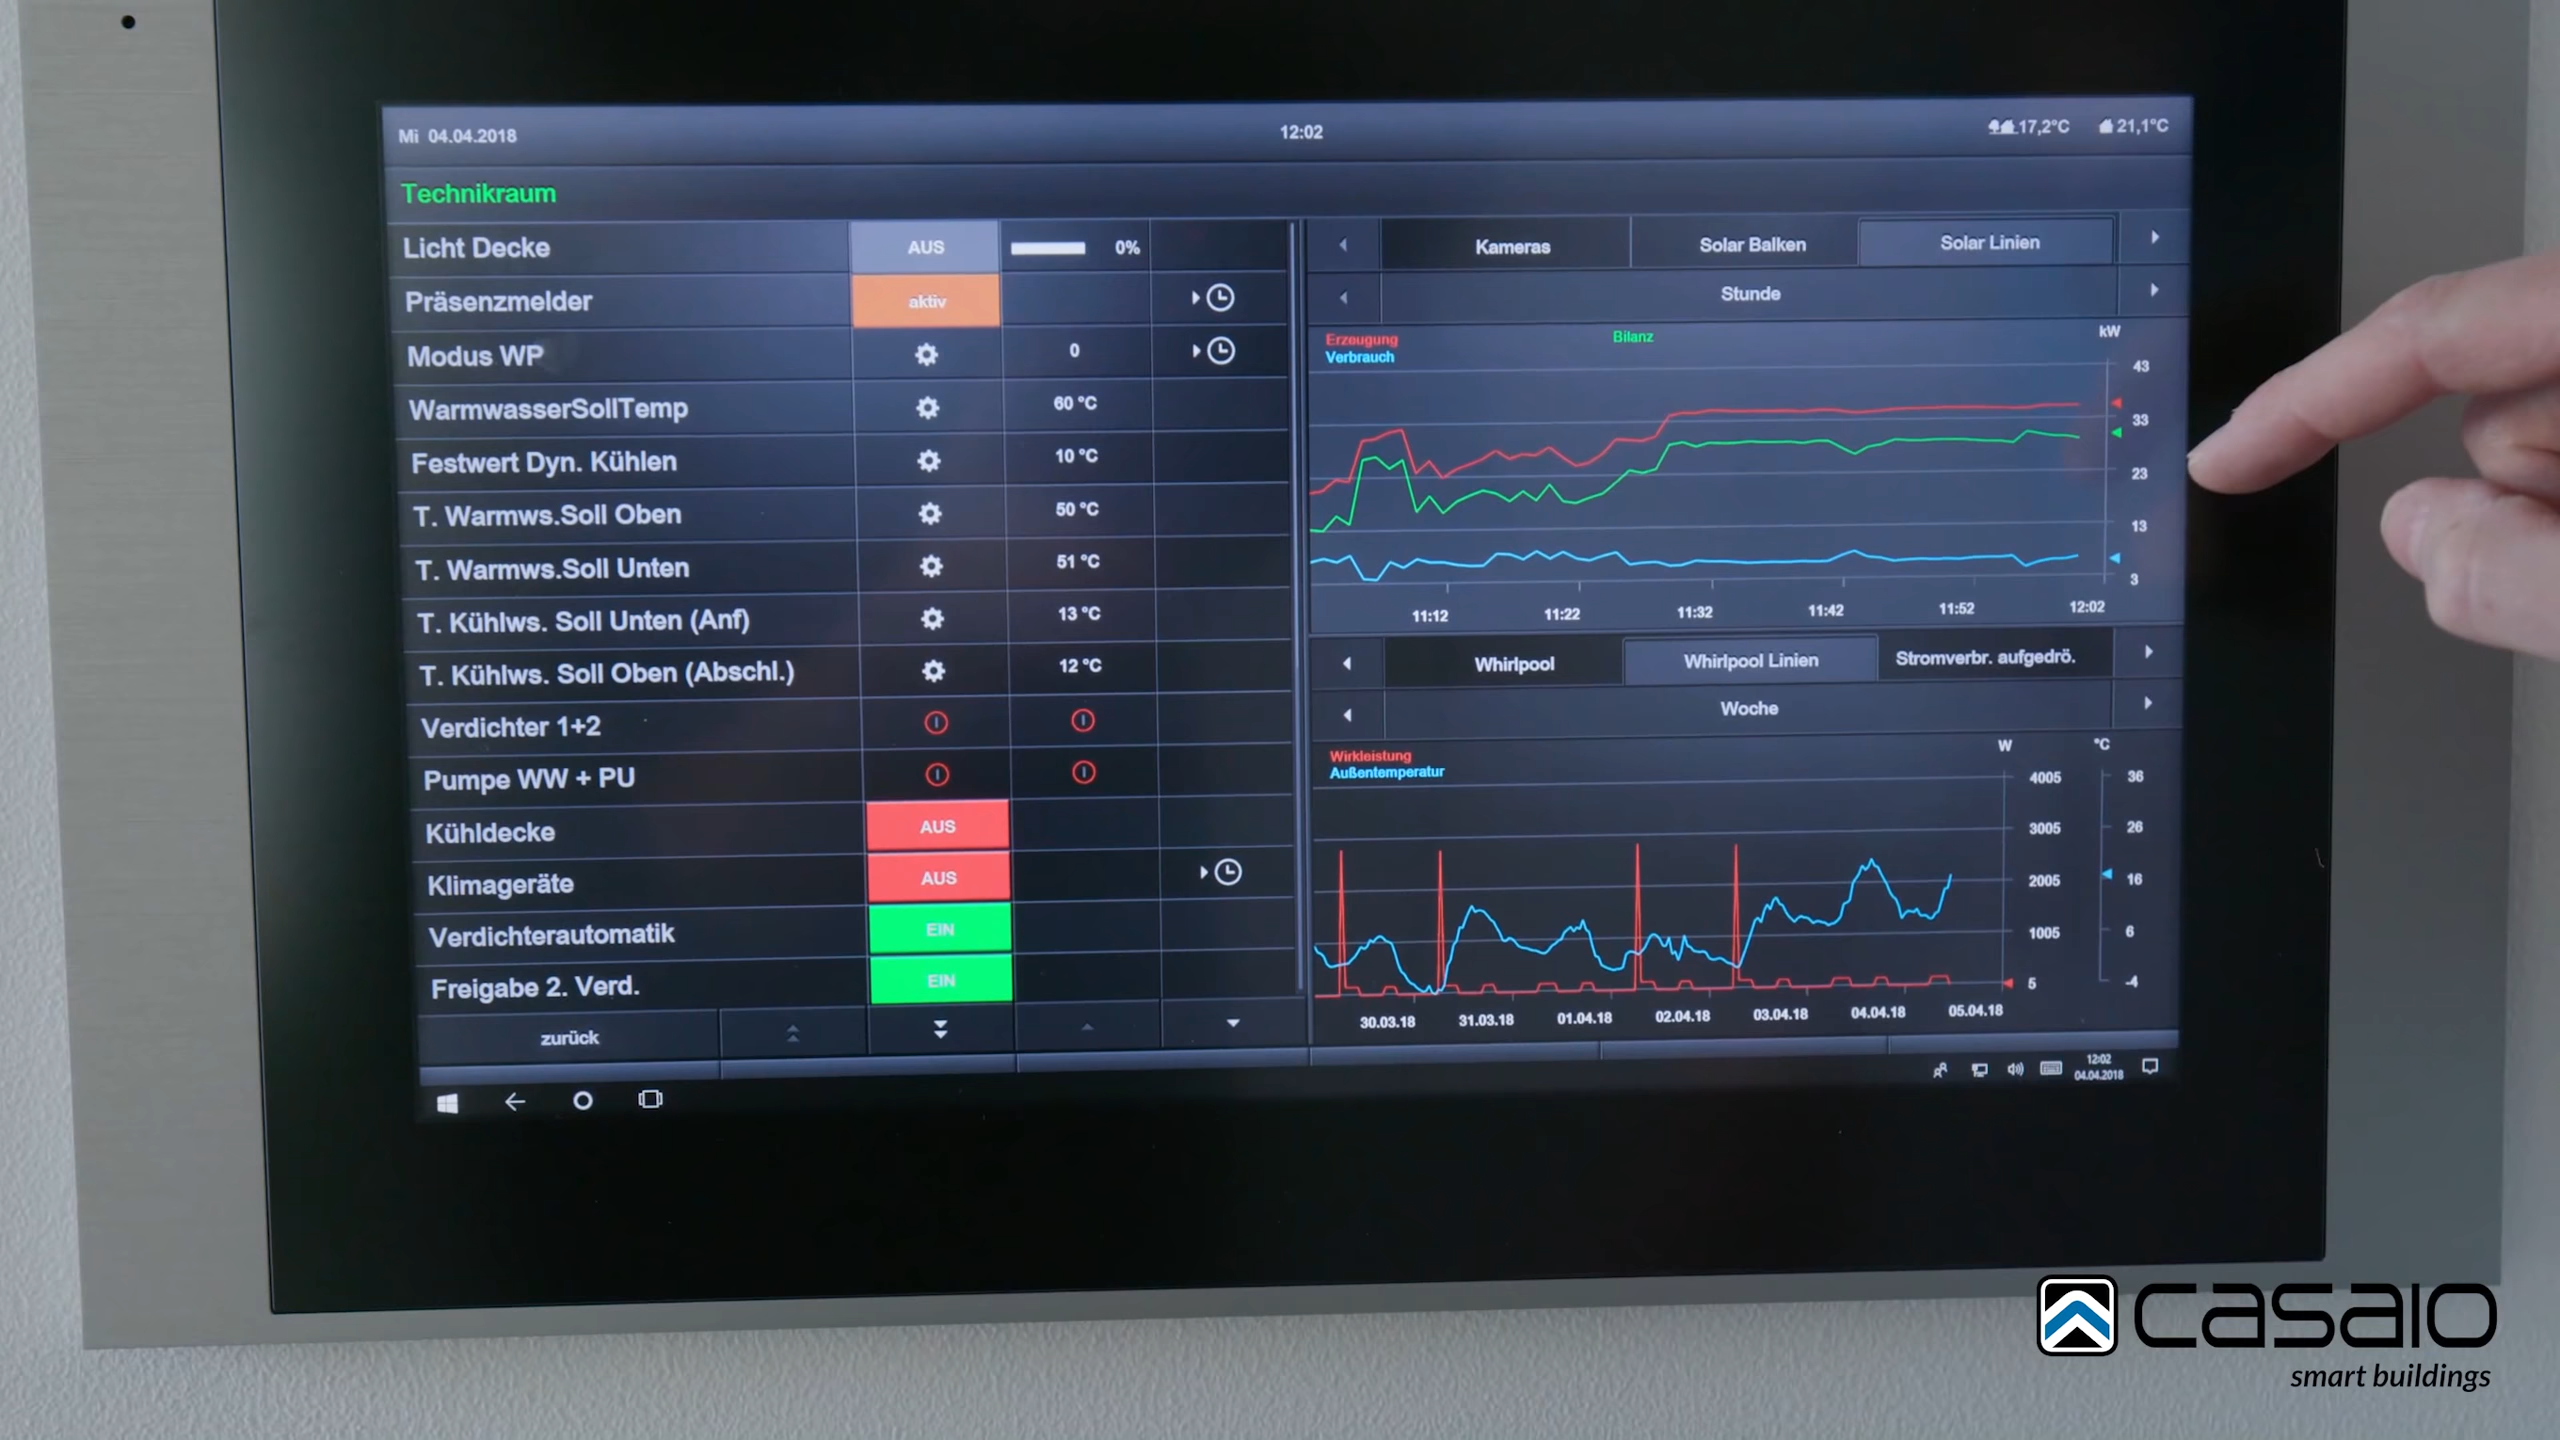 Mi 04.04.2018
12:02
17,2°C 21,1°C
Technikraum
Licht Decke AUS 0%
Präsenzmelder aktiv
Modus WP 0
WarmwasserSollTemp 60 °C
Festwert Dyn. Kühlen 10 °C
T. Warmws.Soll Oben 50 °C
T. Warmws.Soll Unten 51 °C
T. Kühlws. Soll Unten (Anf) 13 °C
T. Kühlws. Soll Oben (Abschl.) 12 °C
Verdichter 1+2
Pumpe WW + PU
Kühldecke AUS
Klimageräte AUS
Verdichterautomatik EIN
Freigabe 2. Verd. EIN
zurück
Kameras Solar Balken Solar Linien
Stunde
Erzeugung Bilanz kW
Verbrauch
43
33
23
13
3
11:12 11:22 11:32 11:42 11:52 12:02
Whirlpool Whirlpool Linien Stromverbr. aufgedrö.
Woche
Wirkleistung W °C
Außentemperatur
4005 36
3005 26
2005 16
1005 6
5 -4
30.03.18 31.03.18 01.04.18 02.04.18 03.04.18 04.04.18 05.04.18
12:02
04.04.2018
casaio
smart buildings